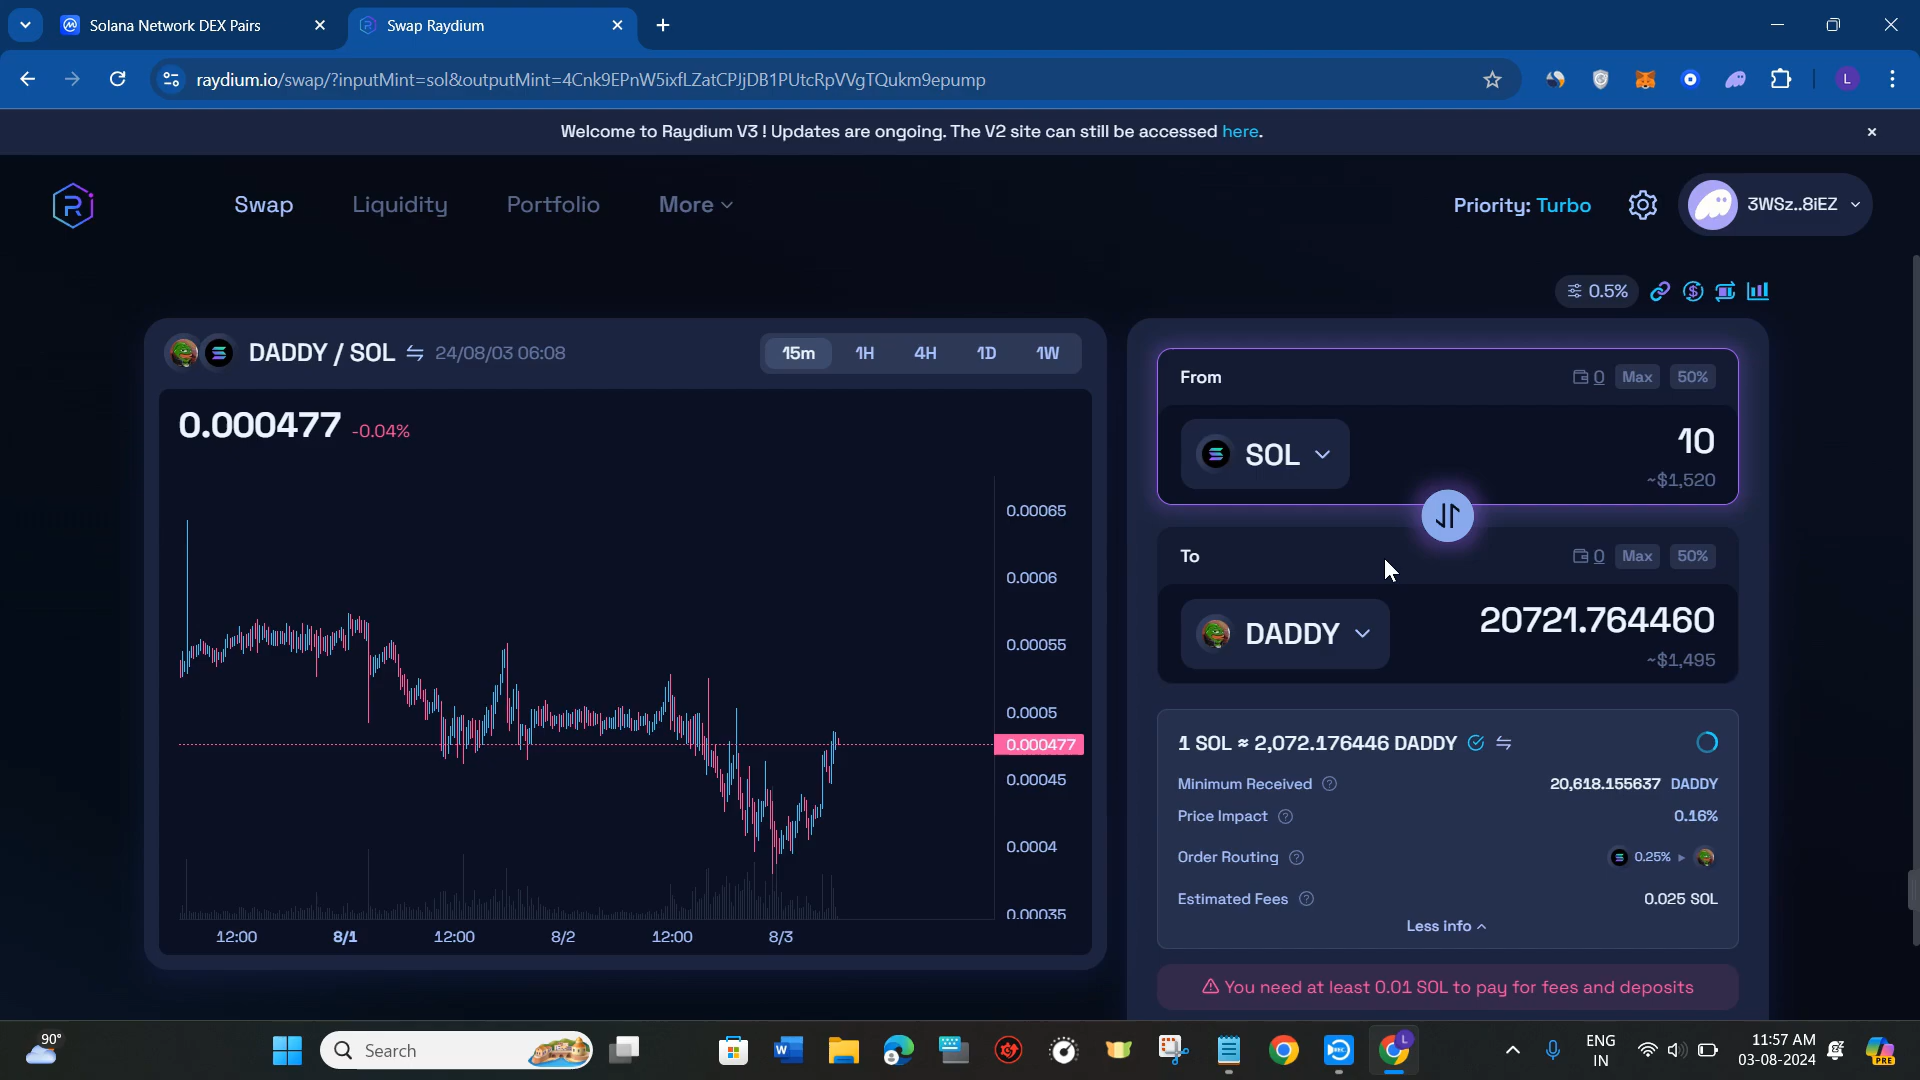 Solana Network DEX Pairs
Swap Raydium
raydium.io/swap/?inputMint=sol&outputMint=4Cnk9EPnW5ixfLZatCPJjDB1PUtcRpVVgTQukm9epump
L
Welcome to Raydium V3 ! Updates are ongoing. The V2 site can still be accessed here.
Swap
Liquidity
Portfolio
More
Priority: Turbo
3WSz..8iEZ
0.5%
DADDY / SOL
24/08/03 06:08
15m
1H
4H
1D
1W
0.000477 -0.04%
0.00065
0.0006
0.00055
0.0005
0.000477
0.00045
0.0004
0.00035
12:00
8/1
12:00
8/2
12:00
8/3
From
0
Max
50%
SOL
10
~$1,520
To
0
Max
50%
DADDY
20721.764460
~$1,495
1 SOL ≈ 2,072.176446 DADDY
Minimum Received
20,618.155637 DADDY
Price Impact
0.16%
Order Routing
0.25%
Estimated Fees
0.025 SOL
Less info
You need at least 0.01 SOL to pay for fees and deposits
90°
Search
L
ENG
IN
11:57 AM
03-08-2024
PRE